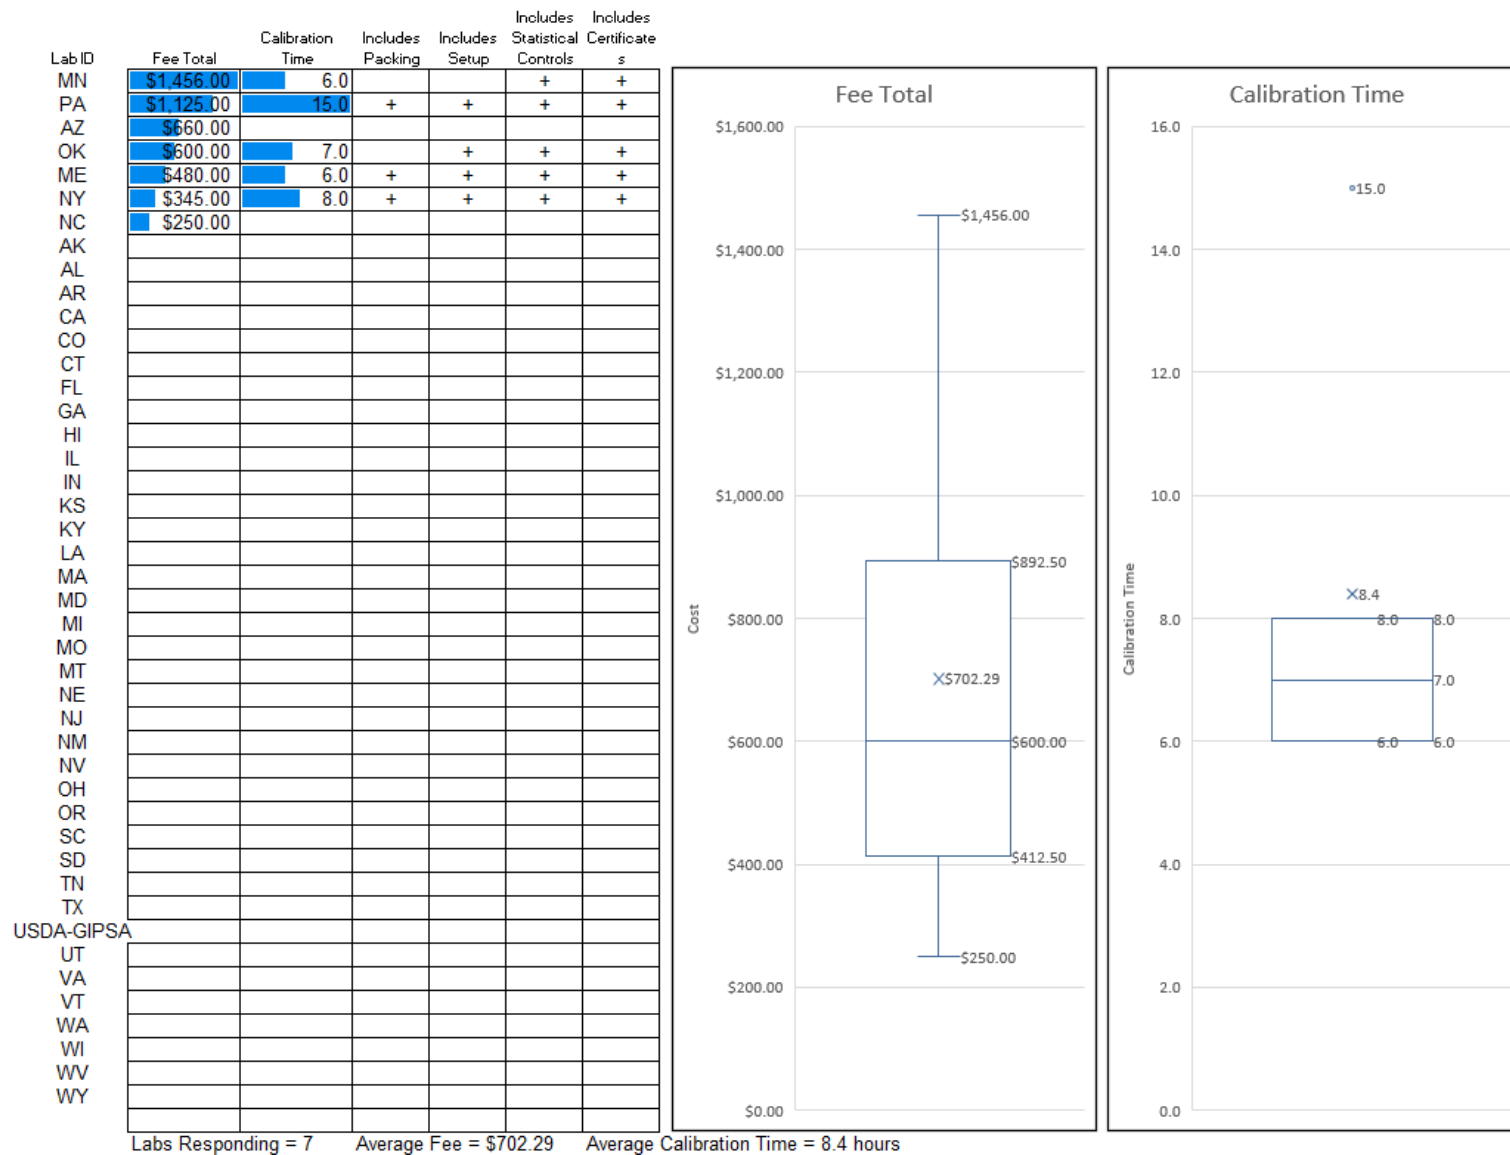 Lab ID Fee Total Calibration Time Includes Packing Includes Setup Includes Statistical Controls Includes Certificate s
MN $1,456.00 6.0 + +
PA $1,125.00 15.0 + + + +
AZ $660.00
OK $600.00 7.0 + + +
ME $480.00 6.0 + + + +
NY $345.00 8.0 + + + +
NC $250.00
AK
AL
AR
CA
CO
CT
FL
GA
HI
IL
IN
KS
KY
LA
MA
MD
MI
MO
MT
NE
NJ
NM
NV
OH
OR
SC
SD
TN
TX
USDA-GIPSA
UT
VA
VT
WA
WI
WV
WY
Labs Responding = 7 Average Fee = $702.29 Average Calibration Time = 8.4 hours
Fee Total
Cost
$1,600.00
$1,400.00
$1,200.00
$1,000.00
$800.00
$600.00
$400.00
$200.00
$0.00
$1,456.00
$892.50
$702.29
$600.00
$412.50
$250.00
Calibration Time
Calibration Time
16.0
14.0
12.0
10.0
8.0
6.0
4.0
2.0
0.0
15.0
8.4
8.0 8.0
7.0
6.0 6.0